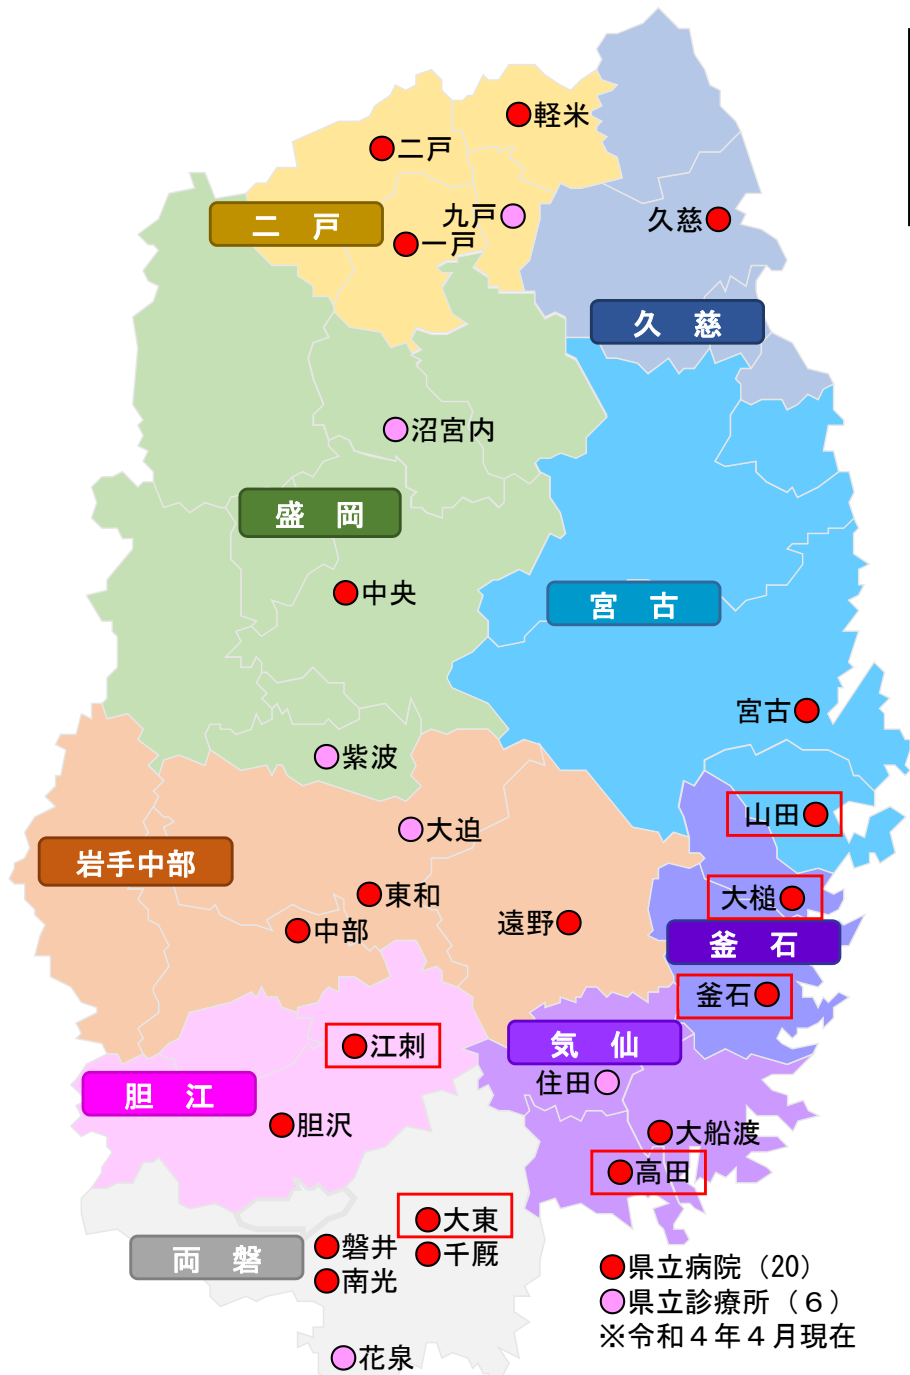 軽米
二戸
九戸
久慈
二　戸
一戸
久　慈
沼宮内
盛　岡
中央
宮　古
宮古
紫波
山田
大迫
岩手中部
東和
大槌
遠野
中部
釜　石
釜石
江刺
気　仙
住田
胆　江
胆沢
大船渡
高田
大東
磐井
千厩
両　磐
南光
県立病院（20）
県立診療所（６）
※令和４年４月現在
花泉